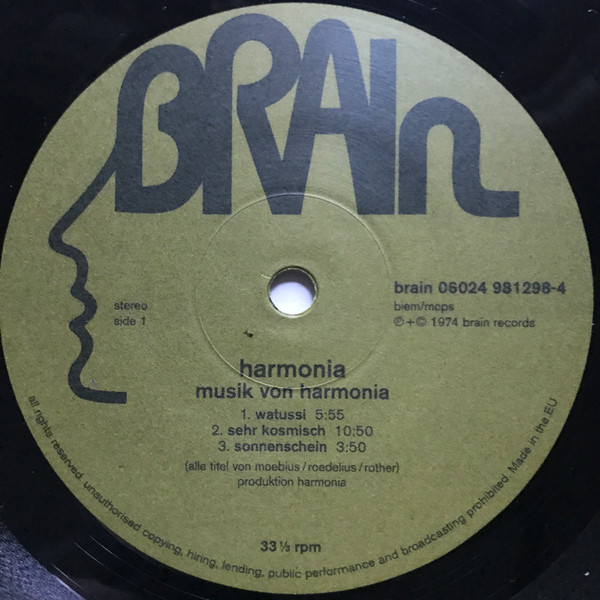 BRAIn
brain 06024 981298-4
biem/mcps
℗+© 1974 brain records
stereo
side 1
harmonia
musik von harmonia
1. watussi 5:55
2. sehr kosmisch 10:50
3. sonnenschein 3:50
(alle titel von moebius/roedelius/rother)
produktion harmonia
33⅓ rpm
all rights reserved. unauthorised copying, hiring, lending, public performance and broadcasting prohibited. Made in the EU